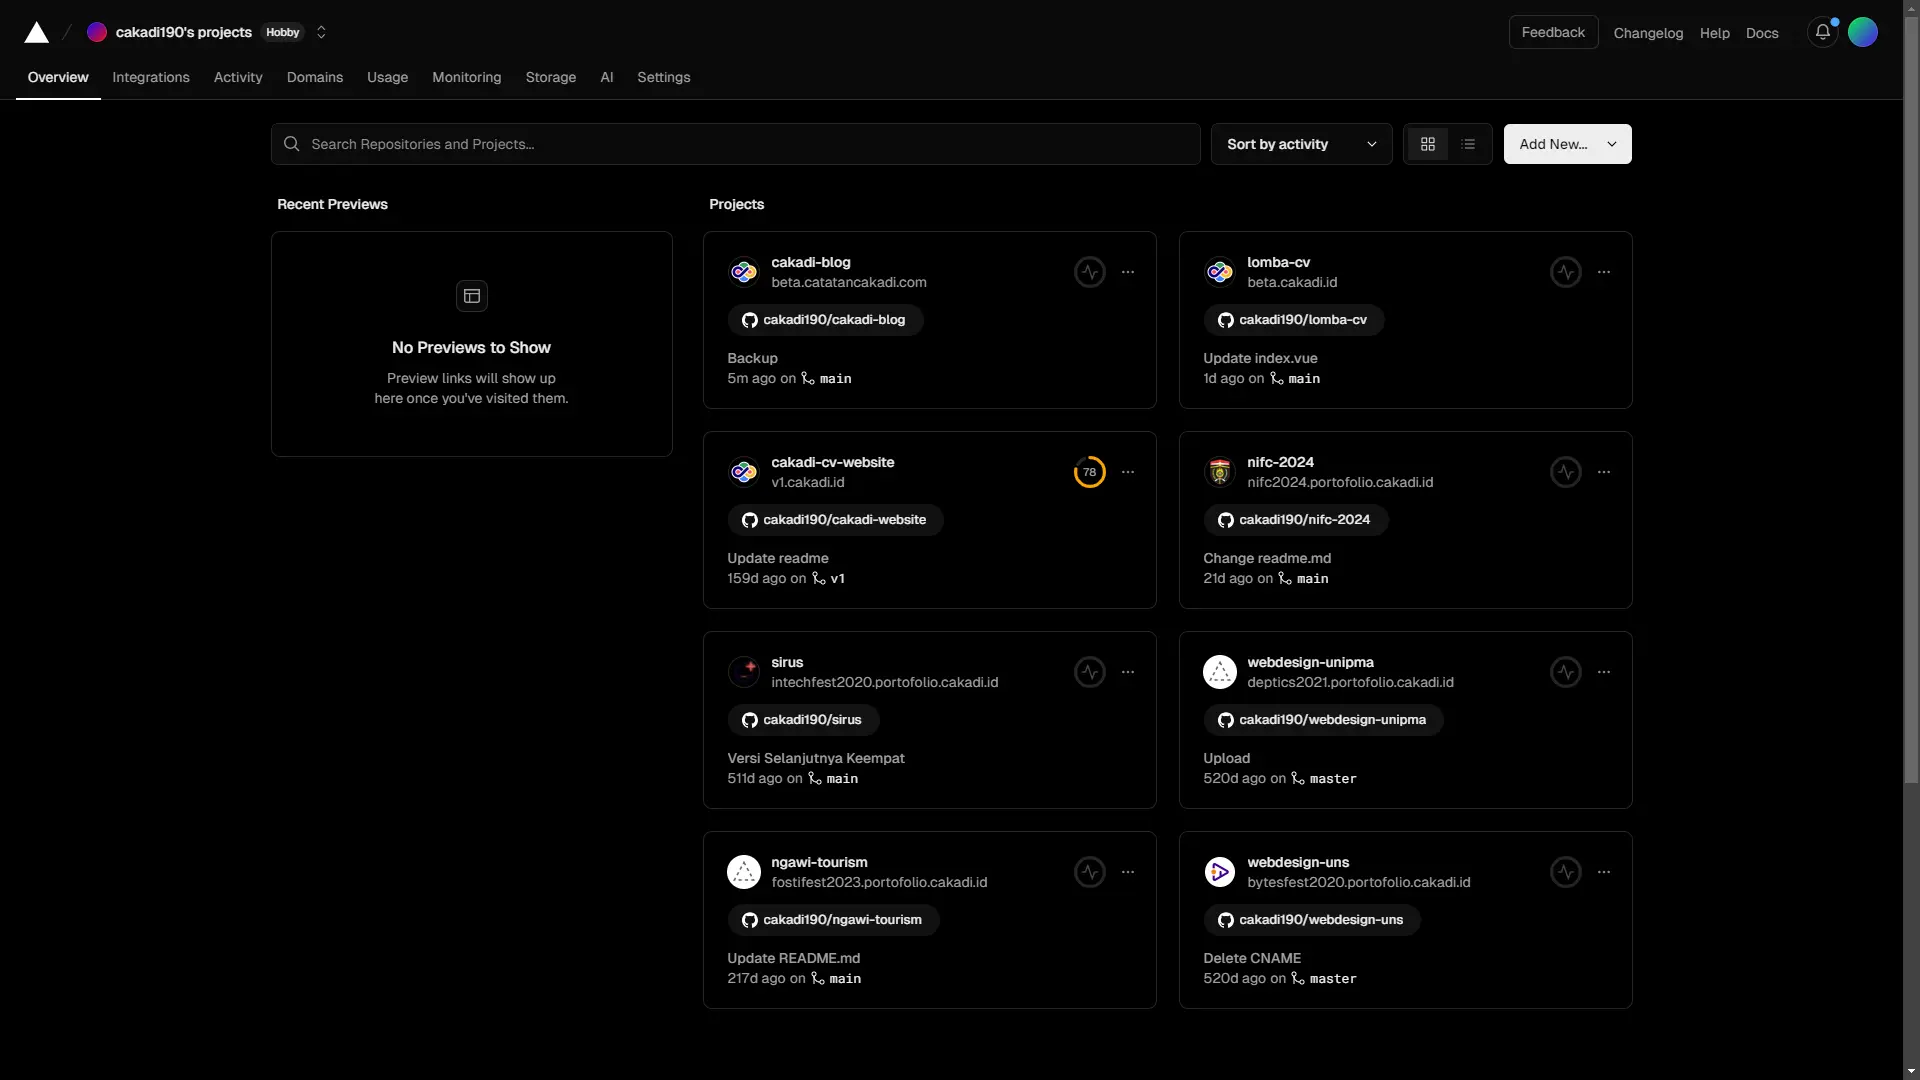 cakadi190's projects Hobby
Feedback Changelog Help Docs
Overview Integrations Activity Domains Usage Monitoring Storage AI Settings
Search Repositories and Projects...
Sort by activity
Add New...
Recent Previews
No Previews to Show
Preview links will show up
here once you've visited them.
Projects
cakadi-blog
beta.catatancakadi.com
cakadi190/cakadi-blog
Backup
5m ago on main
lomba-cv
beta.cakadi.id
cakadi190/lomba-cv
Update index.vue
1d ago on main
cakadi-cv-website
v1.cakadi.id
78
cakadi190/cakadi-website
Update readme
159d ago on v1
nifc-2024
nifc2024.portofolio.cakadi.id
cakadi190/nifc-2024
Change readme.md
21d ago on main
sirus
intechfest2020.portofolio.cakadi.id
cakadi190/sirus
Versi Selanjutnya Keempat
511d ago on main
webdesign-unipma
deptics2021.portofolio.cakadi.id
cakadi190/webdesign-unipma
Upload
520d ago on master
ngawi-tourism
fostifest2023.portofolio.cakadi.id
cakadi190/ngawi-tourism
Update README.md
217d ago on main
webdesign-uns
bytesfest2020.portofolio.cakadi.id
cakadi190/webdesign-uns
Delete CNAME
520d ago on master